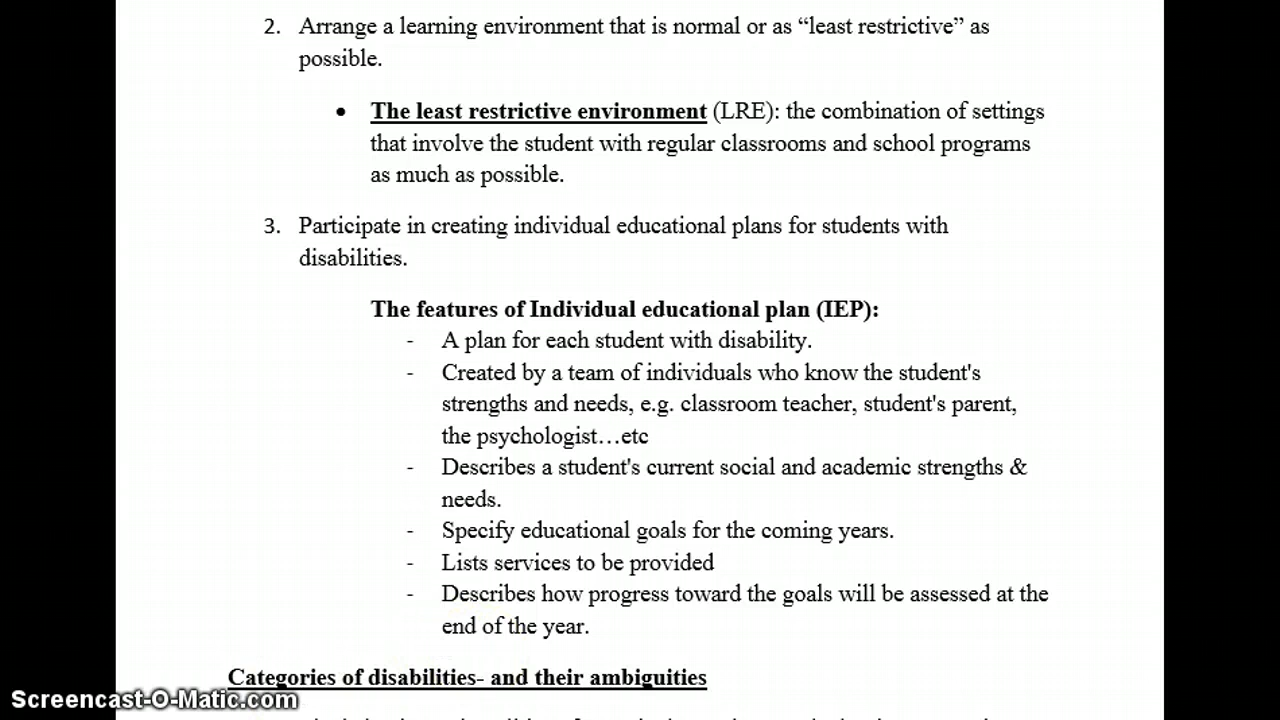 2. Arrange a learning environment that is normal or as “least restrictive” as
possible.
• The least restrictive environment (LRE): the combination of settings
that involve the student with regular classrooms and school programs
as much as possible.
3. Participate in creating individual educational plans for students with
disabilities.
The features of Individual educational plan (IEP):
- A plan for each student with disability.
- Created by a team of individuals who know the student's
strengths and needs, e.g. classroom teacher, student's parent,
the psychologist…etc
- Describes a student's current social and academic strengths &
needs.
- Specify educational goals for the coming years.
- Lists services to be provided
- Describes how progress toward the goals will be assessed at the
end of the year.
Categories of disabilities- and their ambiguities
Screencast-O-Matic.com